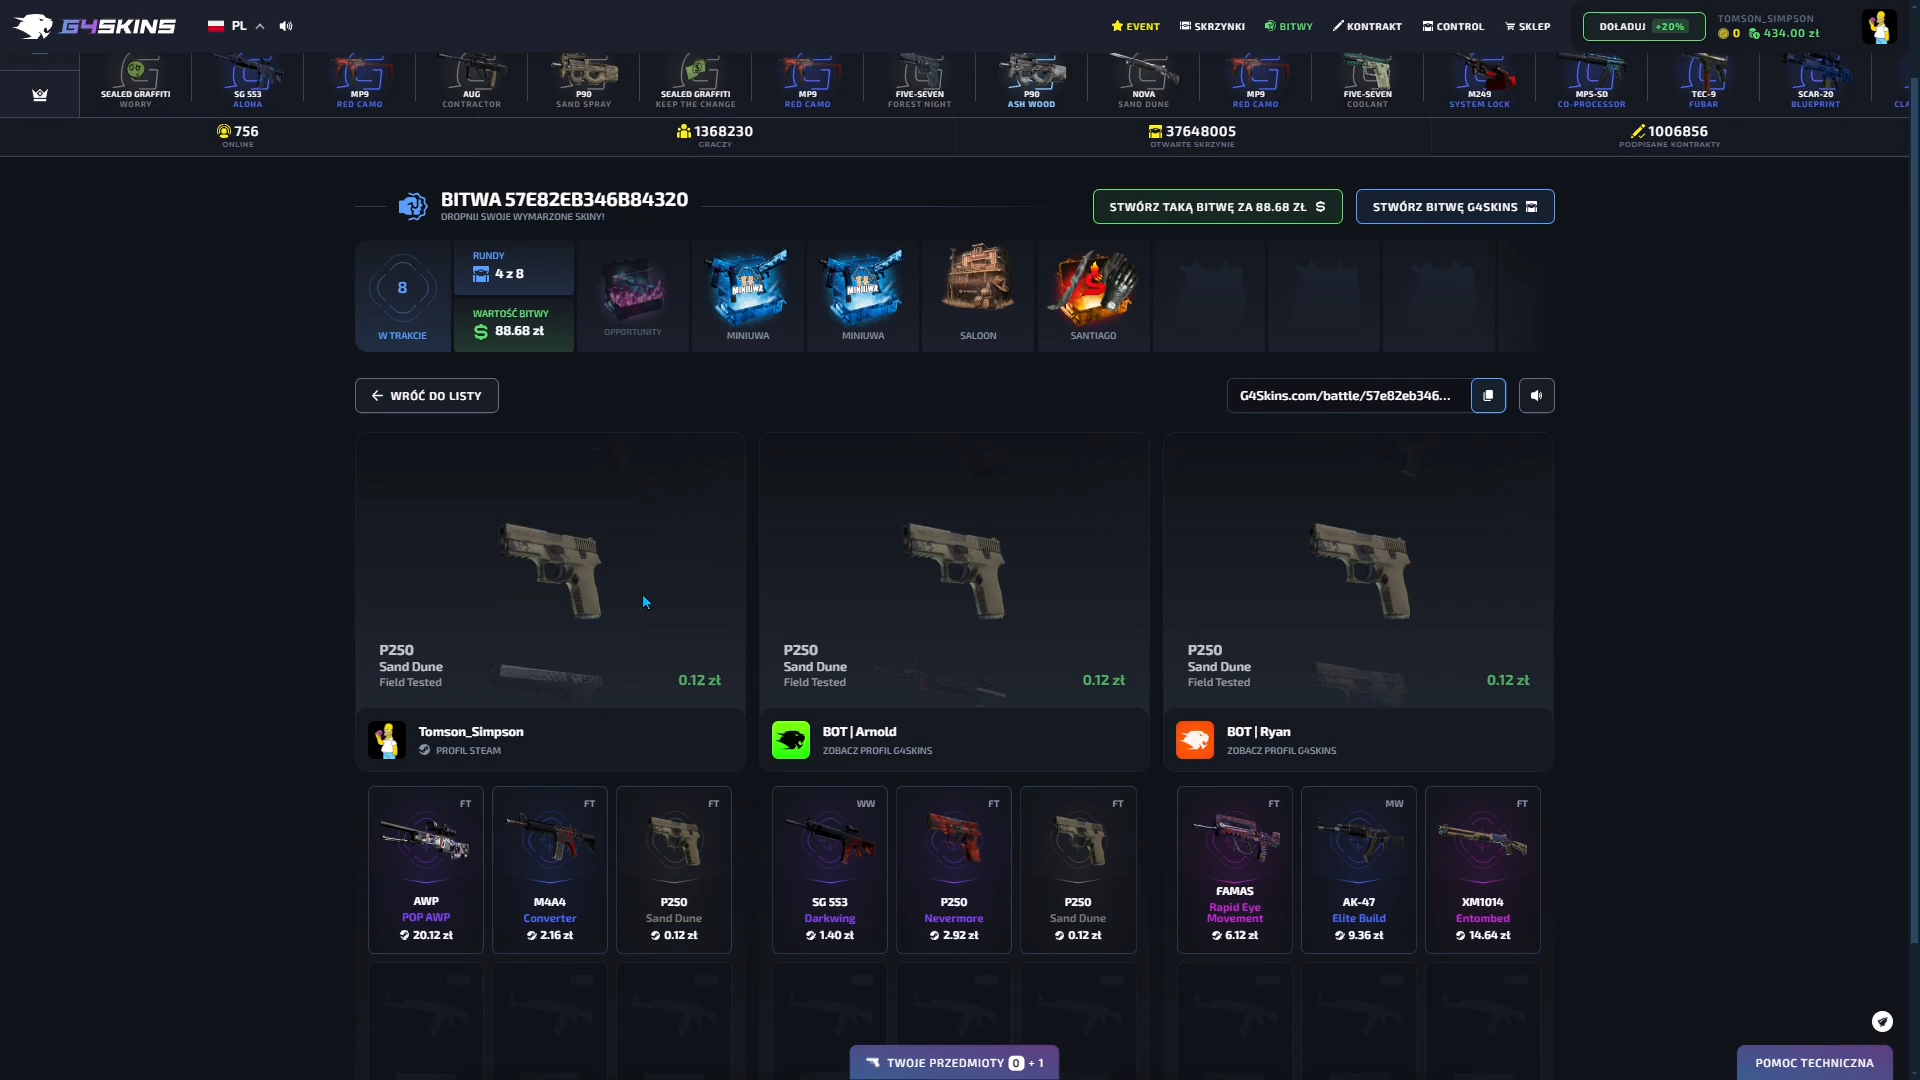 G4SKINS
PL
EVENT
SKRZYNKI
BITWY
KONTRAKT
CONTROL
SKLEP
DOŁADUJ +20%
TOMSON_SIMPSON
0 434.00 zł
SEALED GRAFFITI
WORRY
SG 553
ALOHA
MP9
RED CAMO
AUG
CONTRACTOR
P90
SAND SPRAY
SEALED GRAFFITI
KEEP THE CHANGE
MP9
RED CAMO
FIVE-SEVEN
FOREST NIGHT
P90
ASH WOOD
NOVA
SAND DUNE
MP9
RED CAMO
FIVE-SEVEN
COOLANT
M249
SYSTEM LOCK
MP5-SD
CO-PROCESSOR
TEC-9
FUBAR
SCAR-20
BLUEPRINT
756
ONLINE
1368230
GRACZY
37648005
OTWARTE SKRZYNIE
1006856
PODPISANE KONTRAKTY
BITWA 57E82EB346B84320
DROPNIJ SWOJE WYMARZONE SKINY!
STWÓRZ TAKĄ BITWĘ ZA 88.68 ZŁ
STWÓRZ BITWĘ G4SKINS
8
W TRAKCIE
RUNDY
4 z 8
WARTOŚĆ BITWY
88.68 zł
OPPORTUNITY
MINIUWA
MINIUWA
MINIUWA
MINIUWA
SALOON
SANTIAGO
WRÓĆ DO LISTY
G4Skins.com/battle/57e82eb346...
P250
Sand Dune
Field Tested
0.12 zł
P250
Sand Dune
Field Tested
0.12 zł
P250
Sand Dune
Field Tested
0.12 zł
Tomson_Simpson
PROFIL STEAM
BOT | Arnold
ZOBACZ PROFIL G4SKINS
BOT | Ryan
ZOBACZ PROFIL G4SKINS
FT
AWP
POP AWP
20.12 zł
FT
M4A4
Converter
2.16 zł
FT
P250
Sand Dune
0.12 zł
WW
SG 553
Darkwing
1.40 zł
FT
P250
Nevermore
2.92 zł
FT
P250
Sand Dune
0.12 zł
FT
FAMAS
Rapid Eye
Movement
6.12 zł
MW
AK-47
Elite Build
9.36 zł
FT
XM1014
Entombed
14.64 zł
TWOJE PRZEDMIOTY 0 + 1
POMOC TECHNICZNA